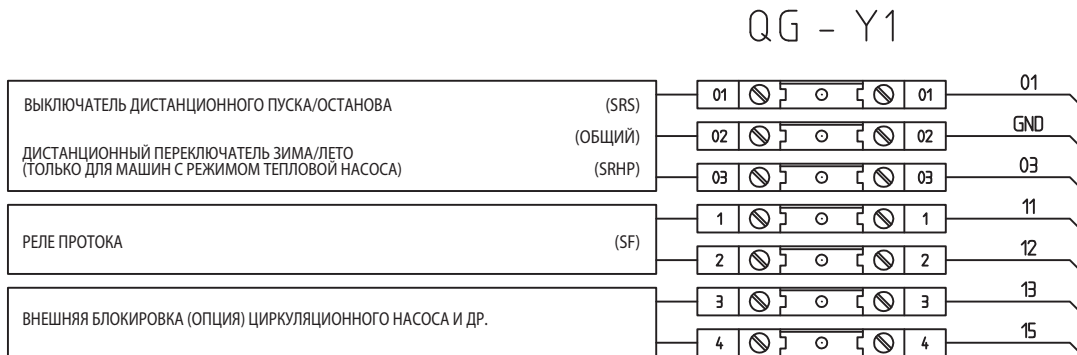 QG - Y1
ВЫКЛЮЧАТЕЛЬ ДИСТАНЦИОННОГО ПУСКА/ОСТАНОВА (SRS) 01 01 01
(ОБЩИЙ) 02 02 GND
ДИСТАНЦИОННЫЙ ПЕРЕКЛЮЧАТЕЛЬ ЗИМА/ЛЕТО
(ТОЛЬКО ДЛЯ МАШИН С РЕЖИМОМ ТЕПЛОВОЙ НАСОСА) (SRHP) 03 03 03
1 1 11
РЕЛЕ ПРОТОКА (SF)
2 2 12
3 3 13
ВНЕШНЯЯ БЛОКИРОВКА (ОПЦИЯ) ЦИРКУЛЯЦИОННОГО НАСОСА И ДР.
4 4 15